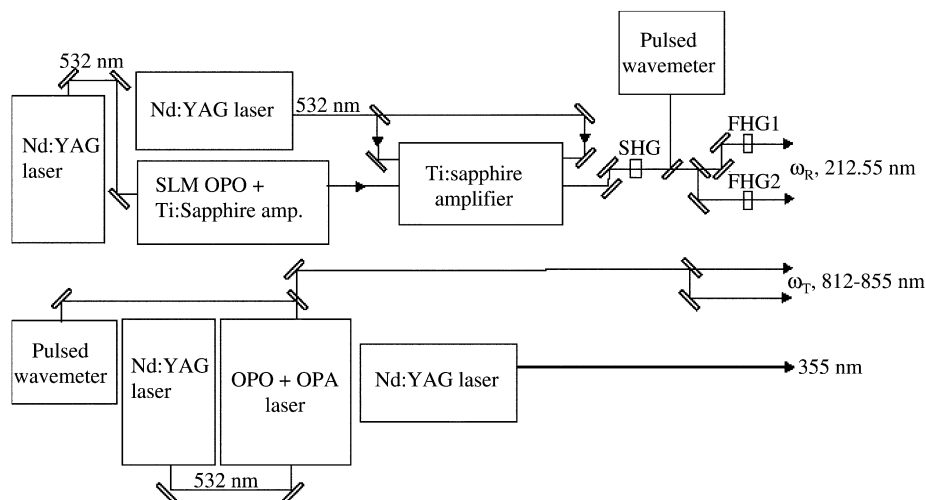 532 nm
Nd:YAG
laser
Nd:YAG laser
532 nm
SLM OPO +
Ti:Sapphire amp.
Ti:sapphire
amplifier
Pulsed
wavemeter
SHG
FHG1
ωR, 212.55 nm
FHG2
ωT, 812-855 nm
Pulsed
wavemeter
Nd:YAG
laser
OPO + OPA
laser
Nd:YAG laser
355 nm
532 nm